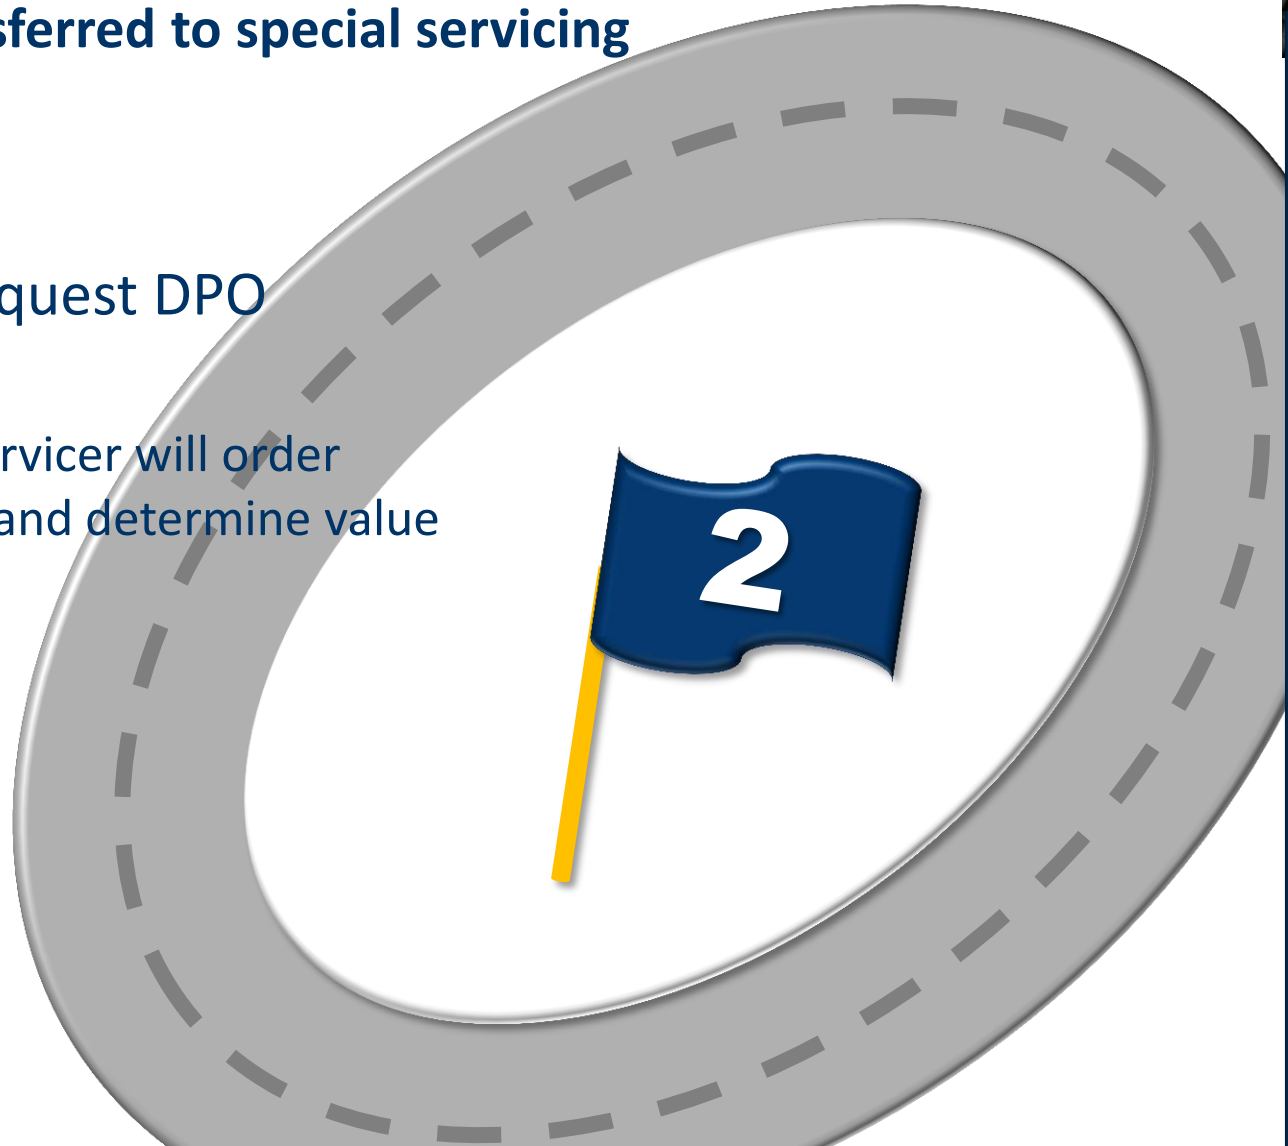 sferred to special servicing
quest DPO
rvicer will order
and determine value
2